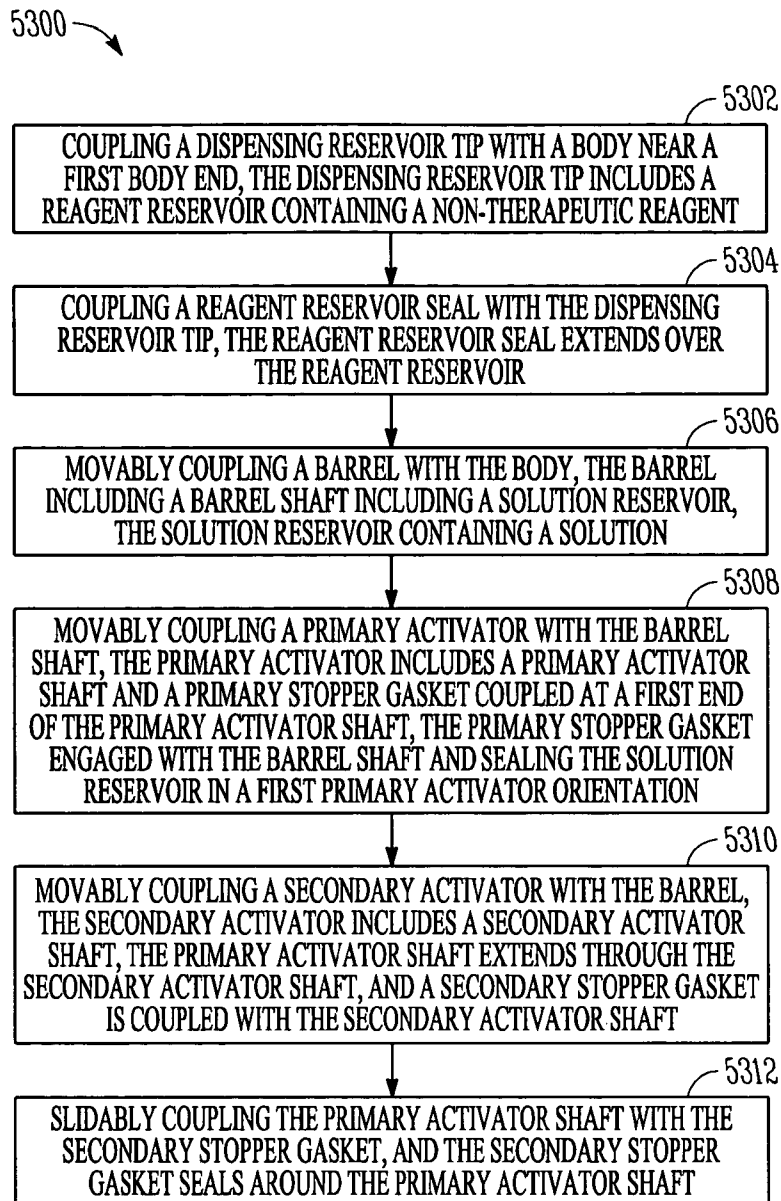 5300
5302
COUPLING A DISPENSING RESERVOIR TIP WITH A BODY NEAR A
FIRST BODY END, THE DISPENSING RESERVOIR TIP INCLUDES A
REAGENT RESERVOIR CONTAINING A NON-THERAPEUTIC REAGENT
5304
COUPLING A REAGENT RESERVOIR SEAL WITH THE DISPENSING
RESERVOIR TIP, THE REAGENT RESERVOIR SEAL EXTENDS OVER
THE REAGENT RESERVOIR
5306
MOVABLY COUPLING A BARREL WITH THE BODY, THE BARREL
INCLUDING A BARREL SHAFT INCLUDING A SOLUTION RESERVOIR,
THE SOLUTION RESERVOIR CONTAINING A SOLUTION
5308
MOVABLY COUPLING A PRIMARY ACTIVATOR WITH THE BARREL
SHAFT, THE PRIMARY ACTIVATOR INCLUDES A PRIMARY ACTIVATOR
SHAFT AND A PRIMARY STOPPER GASKET COUPLED AT A FIRST END
OF THE PRIMARY ACTIVATOR SHAFT, THE PRIMARY STOPPER GASKET
ENGAGED WITH THE BARREL SHAFT AND SEALING THE SOLUTION
RESERVOIR IN A FIRST PRIMARY ACTIVATOR ORIENTATION
5310
MOVABLY COUPLING A SECONDARY ACTIVATOR WITH THE BARREL,
THE SECONDARY ACTIVATOR INCLUDES A SECONDARY ACTIVATOR
SHAFT, THE PRIMARY ACTIVATOR SHAFT EXTENDS THROUGH THE
SECONDARY ACTIVATOR SHAFT, AND A SECONDARY STOPPER GASKET
IS COUPLED WITH THE SECONDARY ACTIVATOR SHAFT
5312
SLIDABLY COUPLING THE PRIMARY ACTIVATOR SHAFT WITH THE
SECONDARY STOPPER GASKET, AND THE SECONDARY STOPPER
GASKET SEALS AROUND THE PRIMARY ACTIVATOR SHAFT